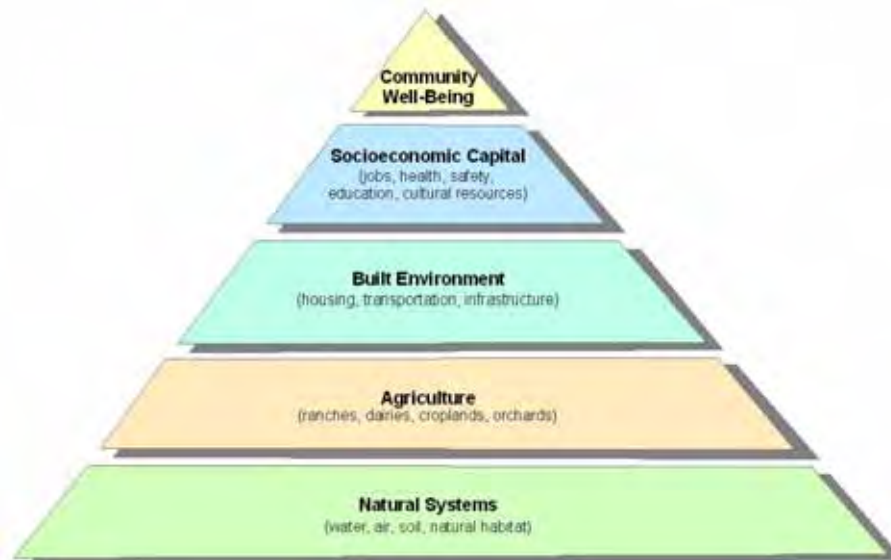 Community
Well-Being
Socioeconomic Capital
(jobs, health, safety,
education, cultural resources)
Built Environment
(housing, transportation, infrastructure)
Agriculture
(ranches, dairies, croplands, orchards)
Natural Systems
(water, air, soil, natural habitat)